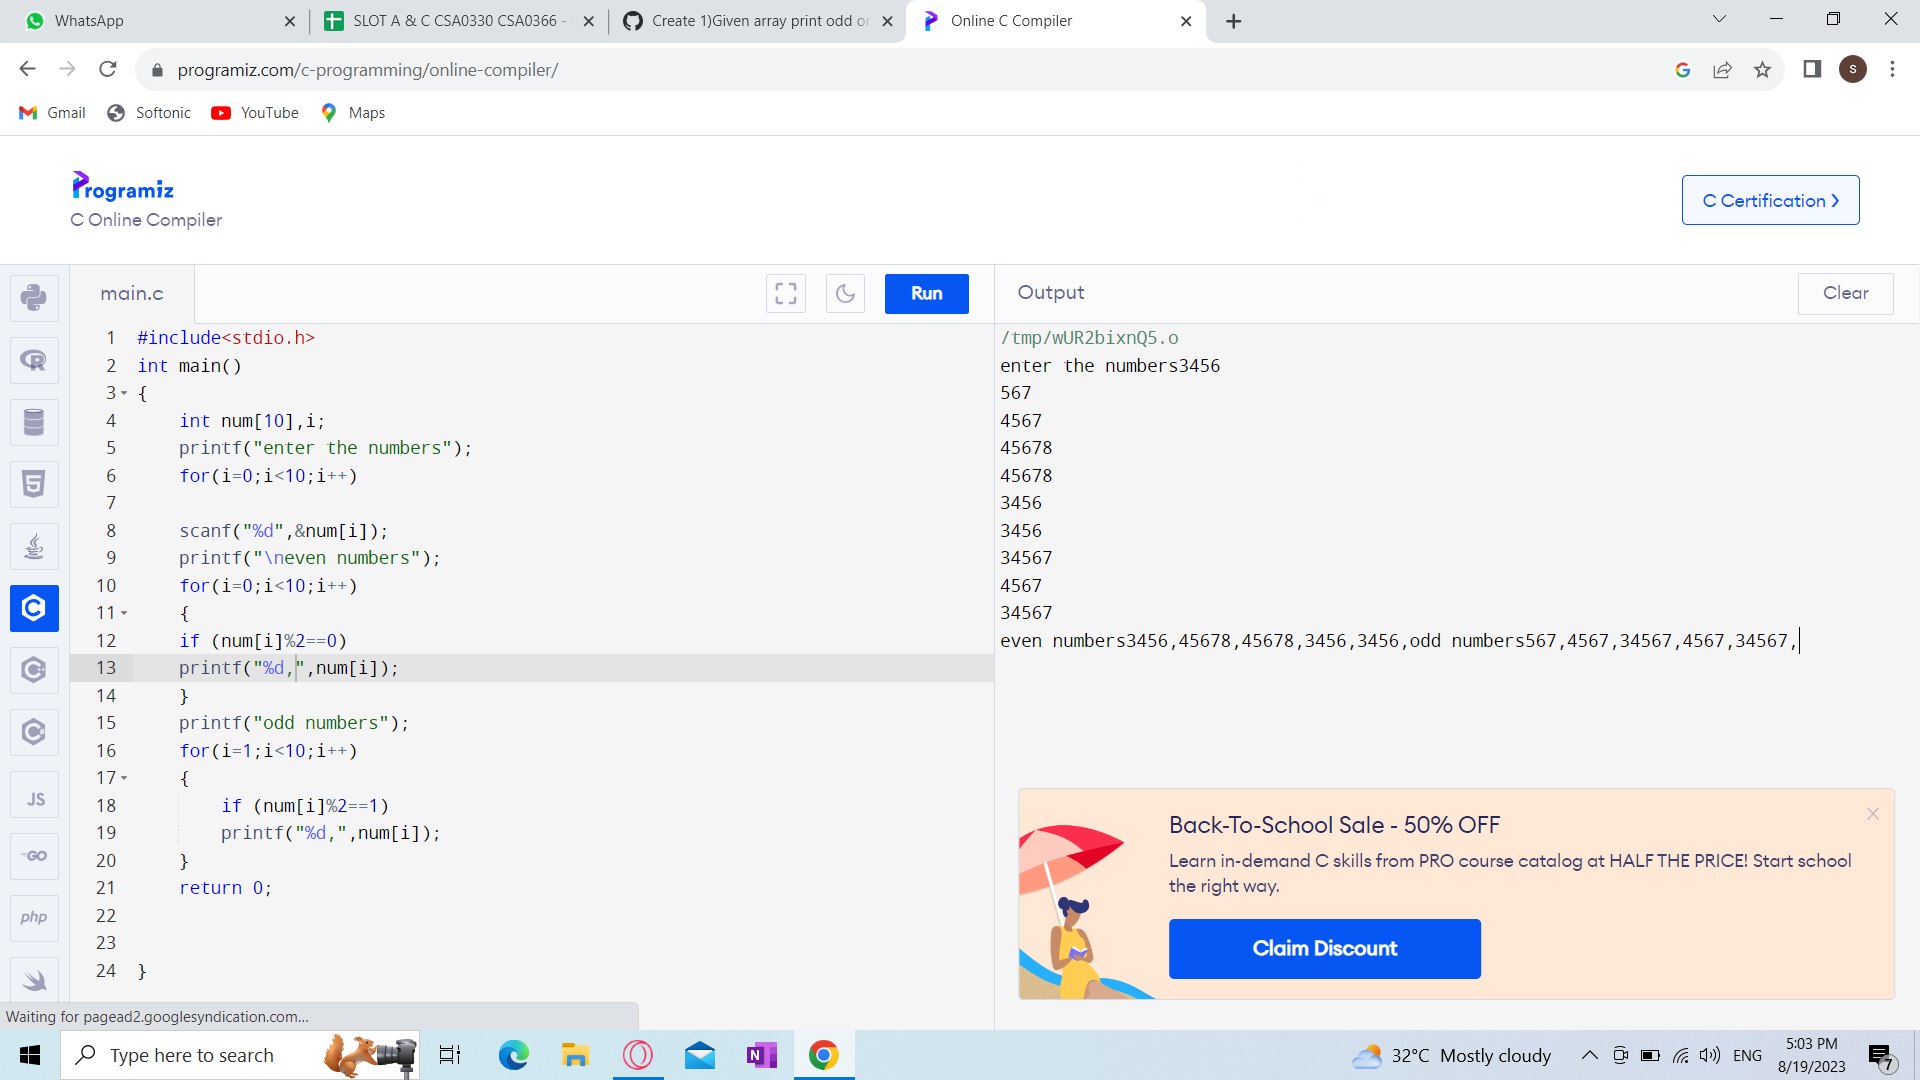 WhatsApp
SLOT A & C CSA0330 CSA0366 -
Create 1)Given array print odd or
Online C Compiler
programiz.com/c-programming/online-compiler/
G
S
Gmail
Softonic
YouTube
Maps
Programiz
C Online Compiler
C Certification
main.c
Run
Output
Clear
1 #include<stdio.h>
2 int main()
3 {
4 int num[10],i;
5 printf("enter the numbers");
6 for(i=0;i<10;i++)
7
8 scanf("%d",&num[i]);
9 printf("\neven numbers");
10 for(i=0;i<10;i++)
11 {
12 if (num[i]%2==0)
13 printf("%d,",num[i]);
14 }
15 printf("odd numbers");
16 for(i=1;i<10;i++)
17 {
18 if (num[i]%2==1)
19 printf("%d,",num[i]);
20 }
21 return 0;
22
23
24 }
/tmp/wUR2bixnQ5.o
enter the numbers3456
567
4567
45678
45678
3456
3456
34567
4567
34567
even numbers3456,45678,45678,3456,3456,odd numbers567,4567,34567,4567,34567,
R
5
C
C
C
JS
GO
php
Back-To-School Sale - 50% OFF
Learn in-demand C skills from PRO course catalog at HALF THE PRICE! Start school
the right way.
Claim Discount
Waiting for pagead2.googlesyndication.com...
Type here to search
N
32°C Mostly cloudy
ENG
5:03 PM
8/19/2023
7